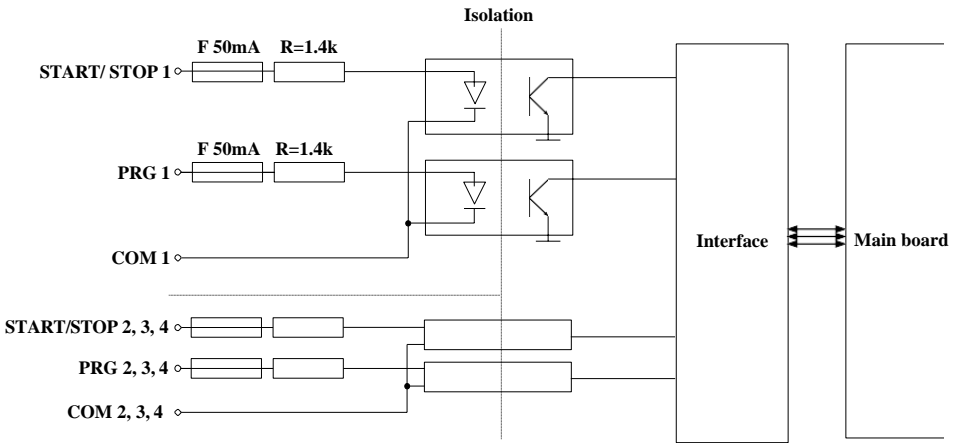 Isolation
F 50mA R=1.4k
START/ STOP 1
F 50mA R=1.4k
PRG 1
Interface
Main board
COM 1
START/STOP 2, 3, 4
PRG 2, 3, 4
COM 2, 3, 4